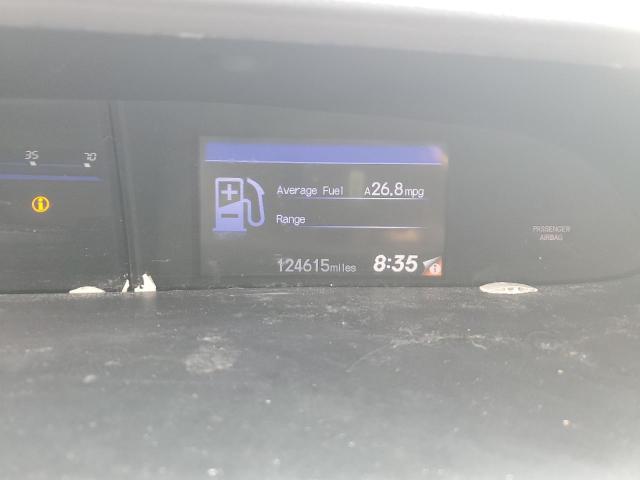 35 70
Average Fuel A26.8mpg
Range
PASSENGER
AIRBAG
124615miles 8:35